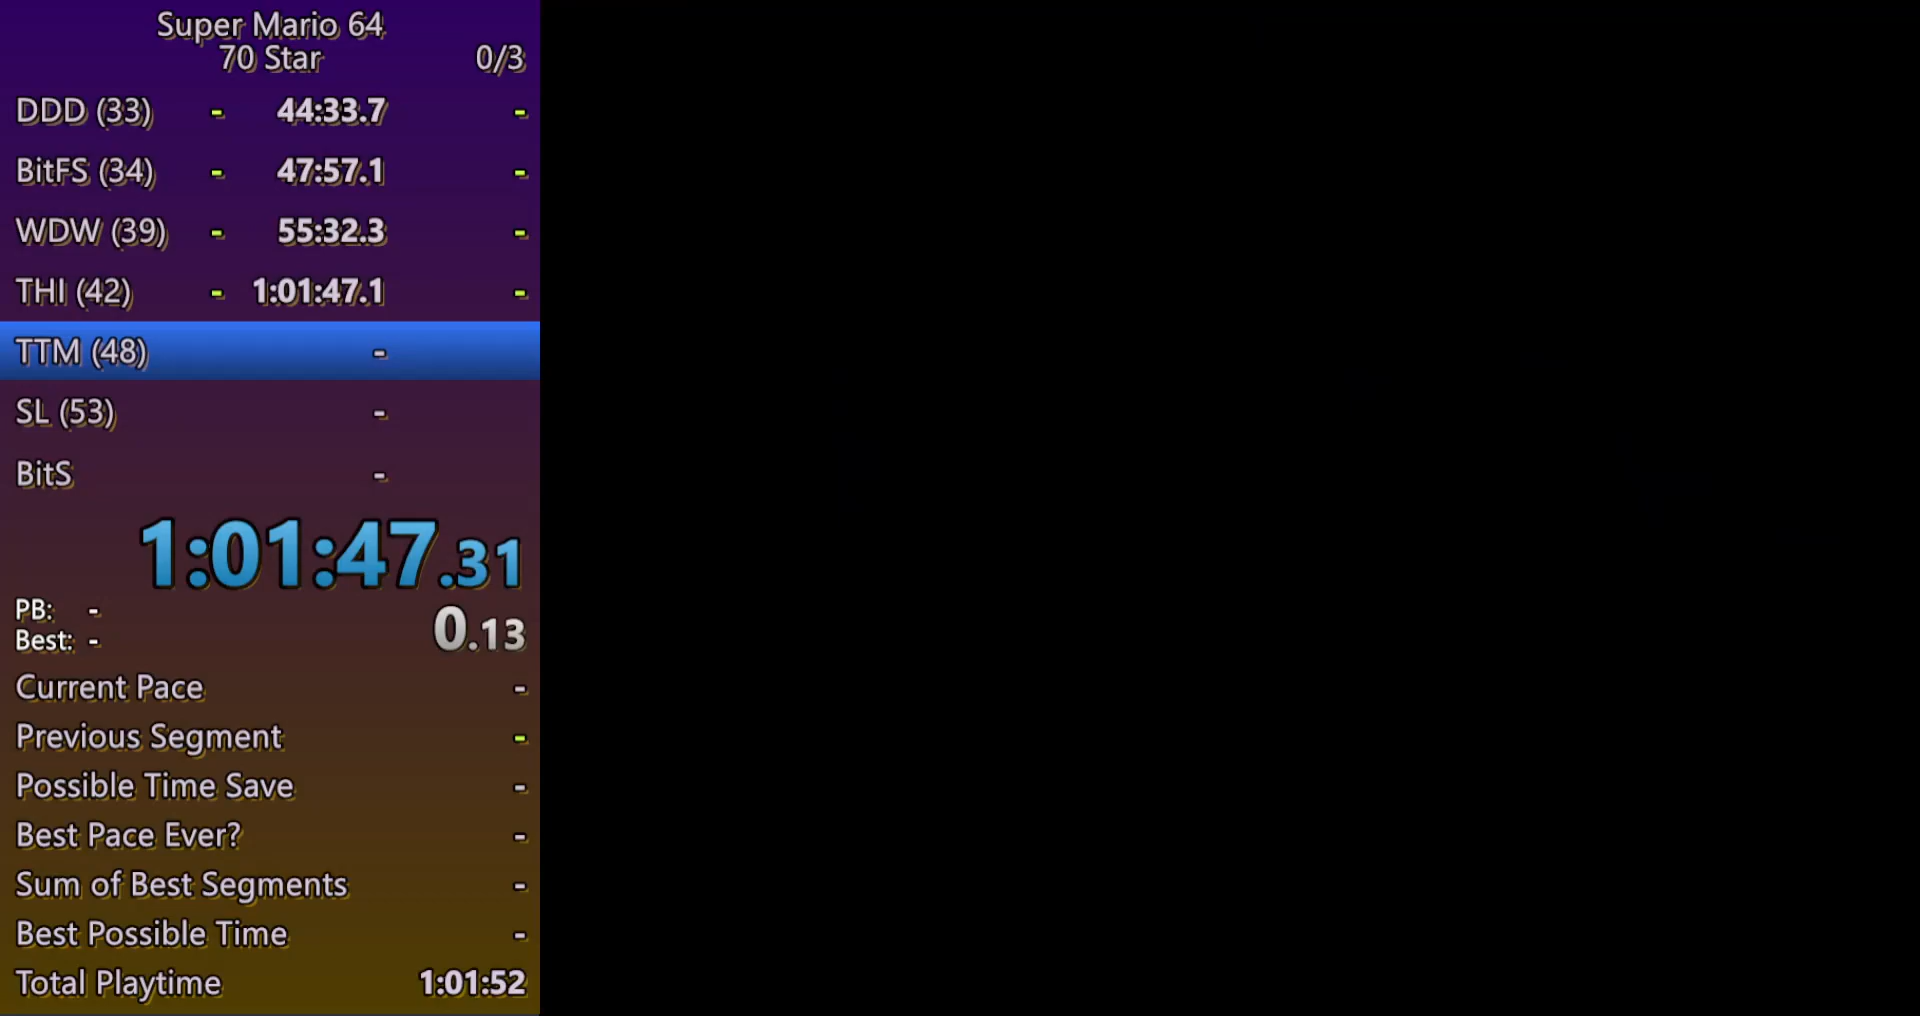 Super Mario 64
70 Star 0/3
DDD (33) - 44:33.7 -
BitFS (34) - 47:57.1 -
WDW (39) - 55:32.3 -
THI (42) - 1:01:47.1 -
TTM (48) -
SL (53) -
BitS -
1:01:47.31
PB: -
0.13
Best: -
Current Pace -
Previous Segment -
Possible Time Save -
Best Pace Ever? -
Sum of Best Segments -
Best Possible Time -
Total Playtime 1:01:52